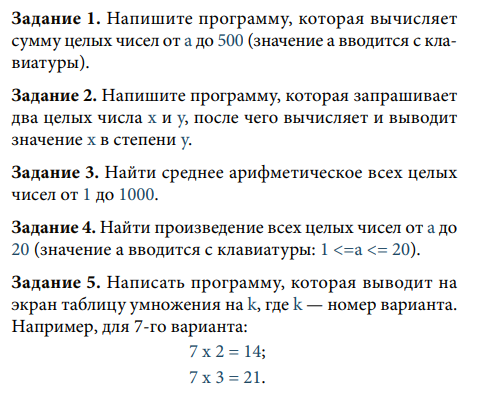 Задание 1. Напишите программу, которая вычисляет
сумму целых чисел от a до 500 (значение a вводится с кла-
виатуры).
Задание 2. Напишите программу, которая запрашивает
два целых числа x и y, после чего вычисляет и выводит
значение x в степени y.
Задание 3. Найти среднее арифметическое всех целых
чисел от 1 до 1000.
Задание 4. Найти произведение всех целых чисел от a до
20 (значение a вводится с клавиатуры: 1 <=a <= 20).
Задание 5. Написать программу, которая выводит на
экран таблицу умножения на k, где k — номер варианта.
Например, для 7-го варианта:
7 x 2 = 14;
7 x 3 = 21.